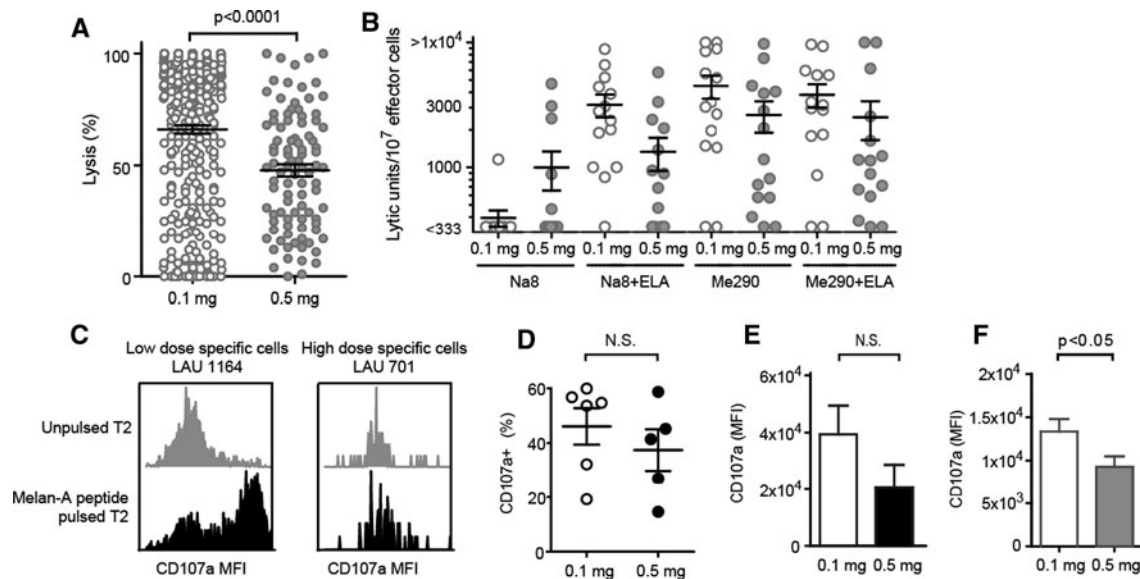 A
p<0.0001
Lysis (%)
100
50
0
0.1 mg
0.5 mg
B
Lytic units/10⁷ effector cells
>1x10⁴
3000
1000
<333
0.1 mg 0.5 mg 0.1 mg 0.5 mg 0.1 mg 0.5 mg 0.1 mg 0.5 mg
Na8 Na8+ELA Me290 Me290+ELA
C
Low dose specific cells
LAU 1164
High dose specific cells
LAU 701
Unpulsed T2
Melan-A peptide
pulsed T2
CD107a MFI
CD107a MFI
D
N.S.
CD107a+ (%)
60
40
20
0
0.1 mg 0.5 mg
E
N.S.
CD107a (MFI)
6x10⁴
4x10⁴
2x10⁴
0
0.1 mg 0.5 mg
F
p<0.05
CD107a (MFI)
2x10⁴
1x10⁴
5x10³
0
0.1 mg 0.5 mg